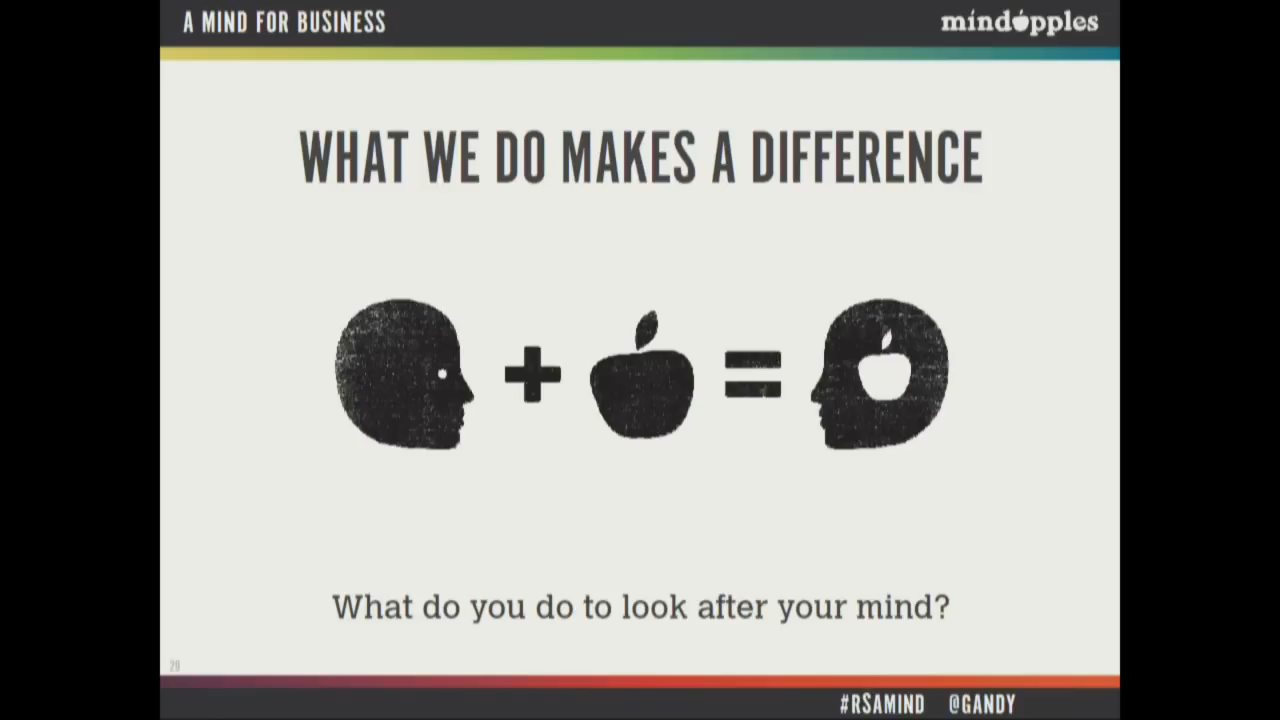 A MIND FOR BUSINESS
mindapples
WHAT WE DO MAKES A DIFFERENCE
What do you do to look after your mind?
20
#RSAMIND @GANDY